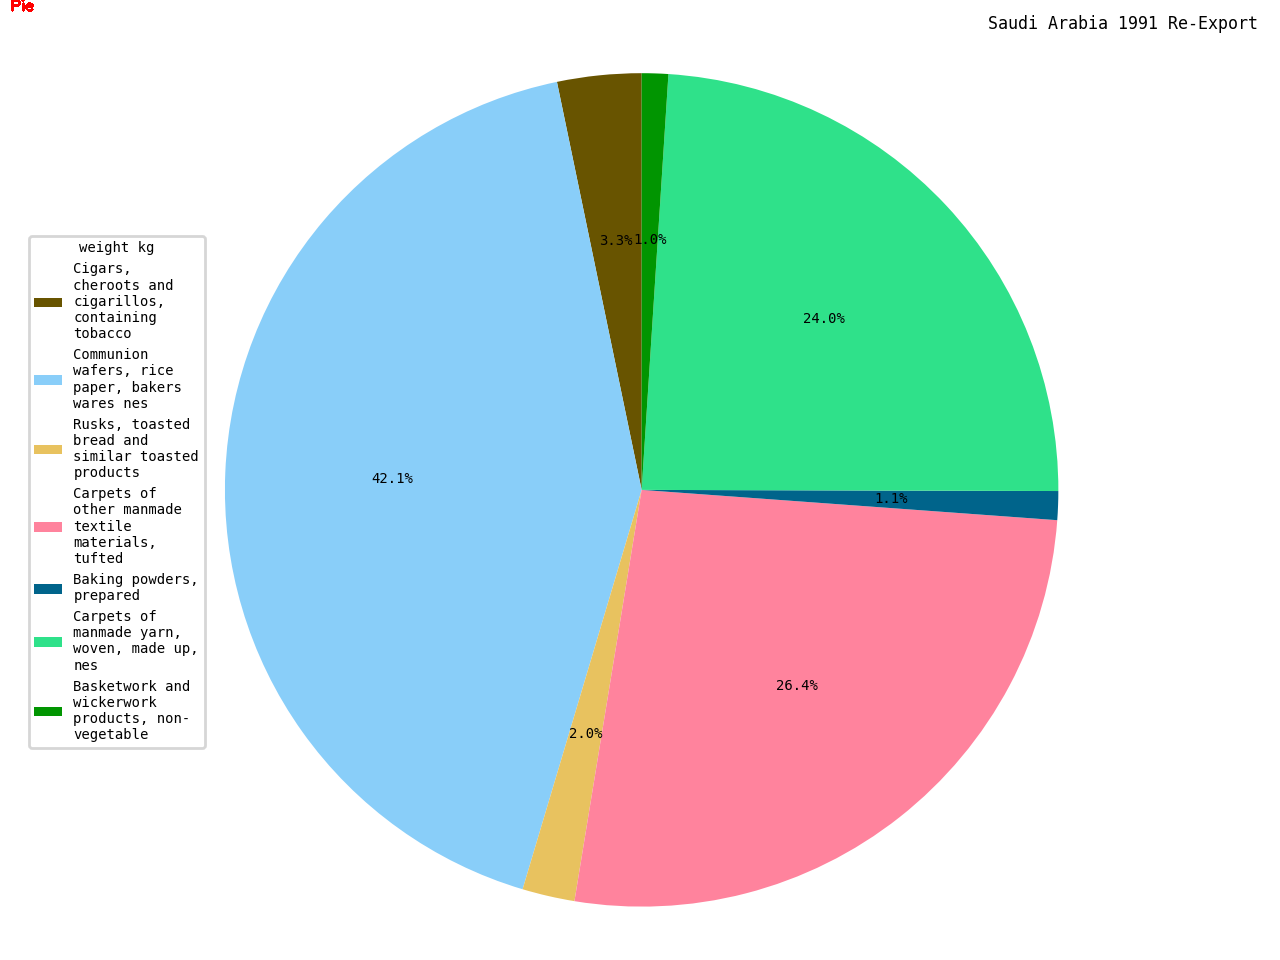 Pie
Saudi Arabia 1991 Re-Export
weight kg
Cigars,
cheroots and
cigarillos,
containing
tobacco
Communion
wafers, rice
paper, bakers
wares nes
Rusks, toasted
bread and
similar toasted
products
Carpets of
other manmade
textile
materials,
tufted
Baking powders,
prepared
Carpets of
manmade yarn,
woven, made up,
nes
Basketwork and
wickerwork
products, non-
vegetable
3.3%
1.0%
24.0%
42.1%
1.1%
26.4%
2.0%